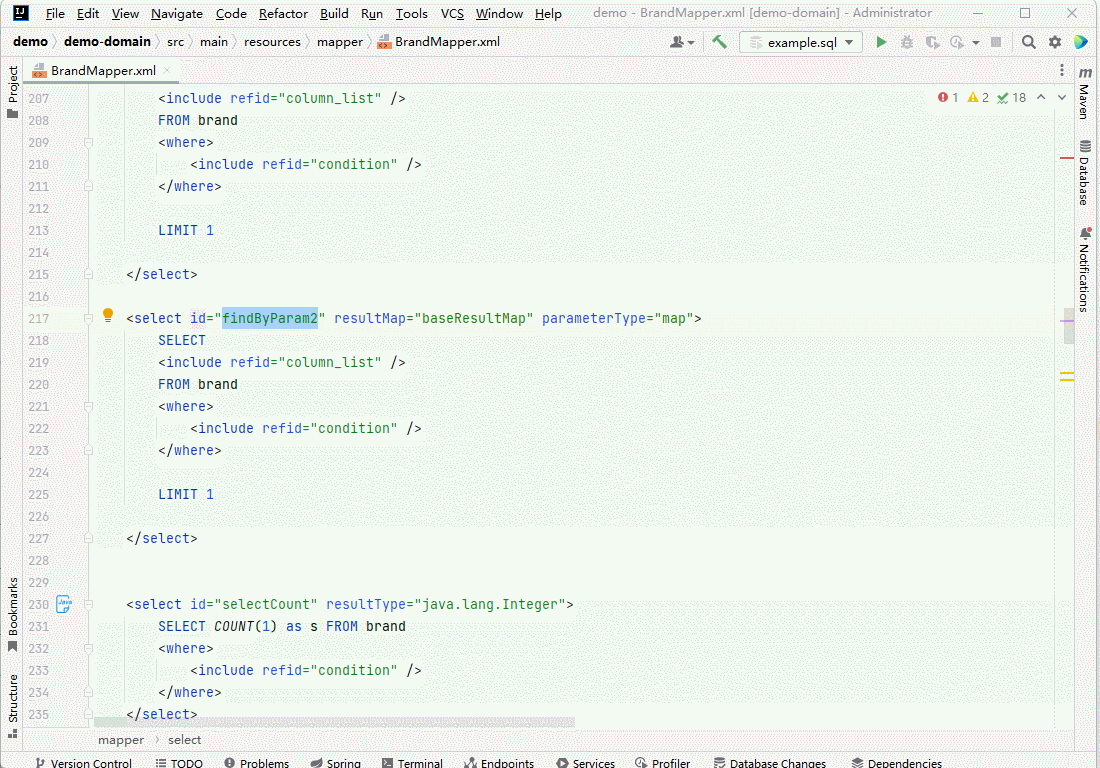 File Edit View Navigate Code Refactor Build Run Tools VCS Window Help demo - BrandMapper.xml [demo-domain] - Administrator
demo demo-domain src main resources mapper BrandMapper.xml example.sql
BrandMapper.xml
Project
Bookmarks
Structure
1 2 18
207 <include refid="column_list" />
208 FROM brand
209 <where>
210 <include refid="condition" />
211 </where>
212
213 LIMIT 1
214
215 </select>
216
217 <select id="findByParam2" resultMap="baseResultMap" parameterType="map">
218 SELECT
219 <include refid="column_list" />
220 FROM brand
221 <where>
222 <include refid="condition" />
223 </where>
224
225 LIMIT 1
226
227 </select>
228
229
230 <select id="selectCount" resultType="java.lang.Integer">
231 SELECT COUNT(1) as s FROM brand
232 <where>
233 <include refid="condition" />
234 </where>
235 </select>
m Maven
Database
Notifications
mapper select
Version Control TODO Problems Spring Terminal Endpoints Services Profiler Database Changes Dependencies